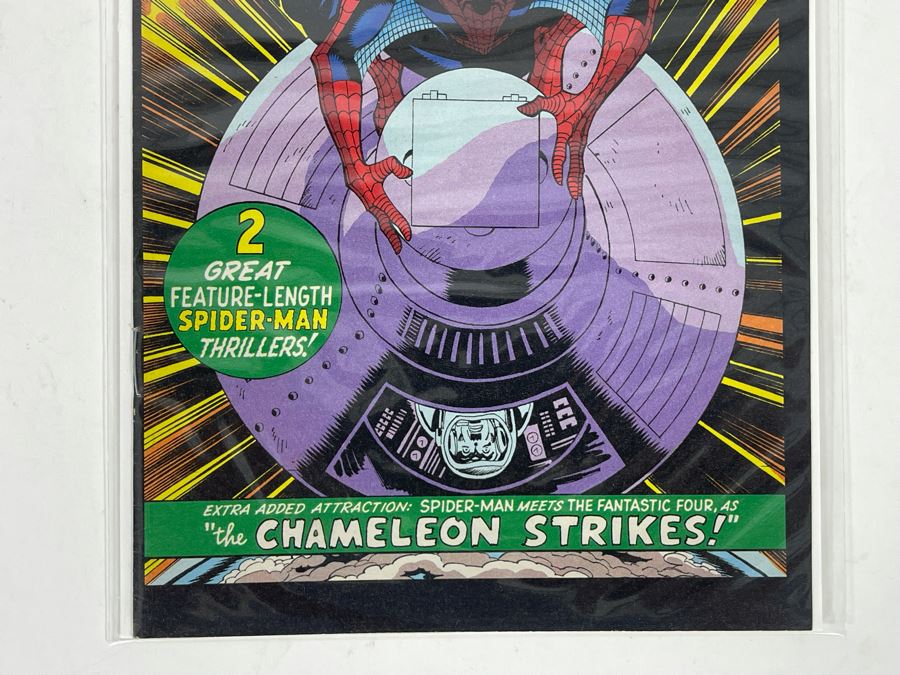 2
GREAT
FEATURE-LENGTH
SPIDER-MAN
THRILLERS!
EXTRA ADDED ATTRACTION: SPIDER-MAN MEETS THE FANTASTIC FOUR, AS
"the CHAMELEON STRIKES!"